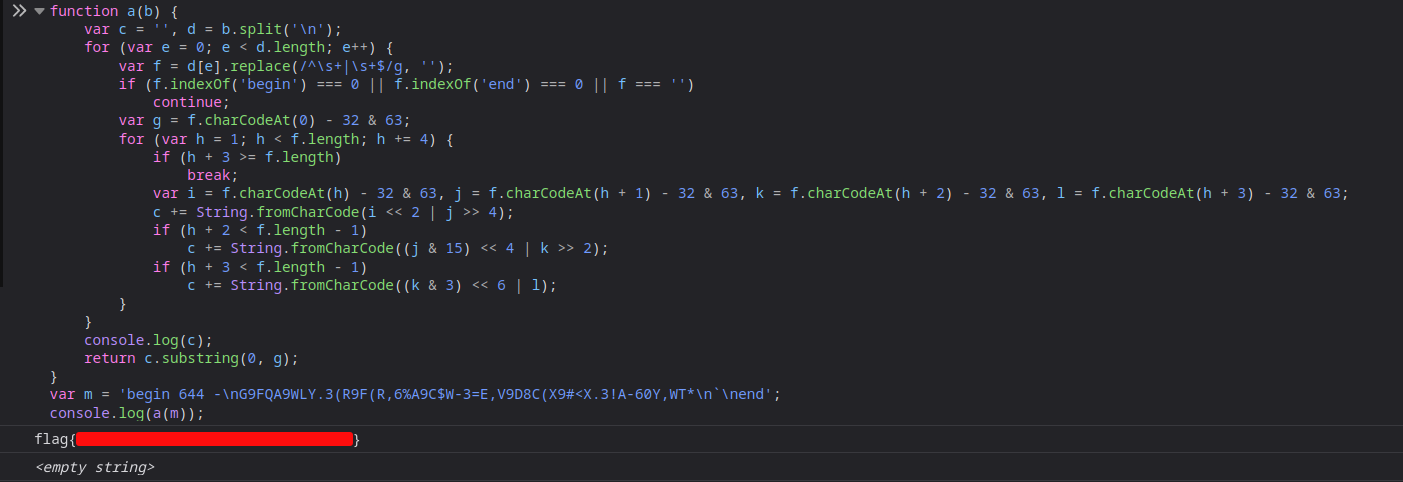 function a(b) {
var c = '', d = b.split('\n');
for (var e = 0; e < d.length; e++) {
var f = d[e].replace(/^\s+|\s+$/g, '');
if (f.indexOf('begin') === 0 || f.indexOf('end') === 0 || f === '')
continue;
var g = f.charCodeAt(0) - 32 & 63;
for (var h = 1; h < f.length; h += 4) {
if (h + 3 >= f.length)
break;
var i = f.charCodeAt(h) - 32 & 63, j = f.charCodeAt(h + 1) - 32 & 63, k = f.charCodeAt(h + 2) - 32 & 63, l = f.charCodeAt(h + 3) - 32 & 63;
c += String.fromCharCode(i << 2 | j >> 4);
if (h + 2 < f.length - 1)
c += String.fromCharCode((j & 15) << 4 | k >> 2);
if (h + 3 < f.length - 1)
c += String.fromCharCode((k & 3) << 6 | l);
}
}
console.log(c);
return c.substring(0, g);
}
var m = 'begin 644 -\nG9FQA9WLY.3(R9F(R,6%A9C$W-3=E,V9D8C(X9#<X.3!A-60Y,WT*\n`\nend';
console.log(a(m));
flag{ }
<empty string>